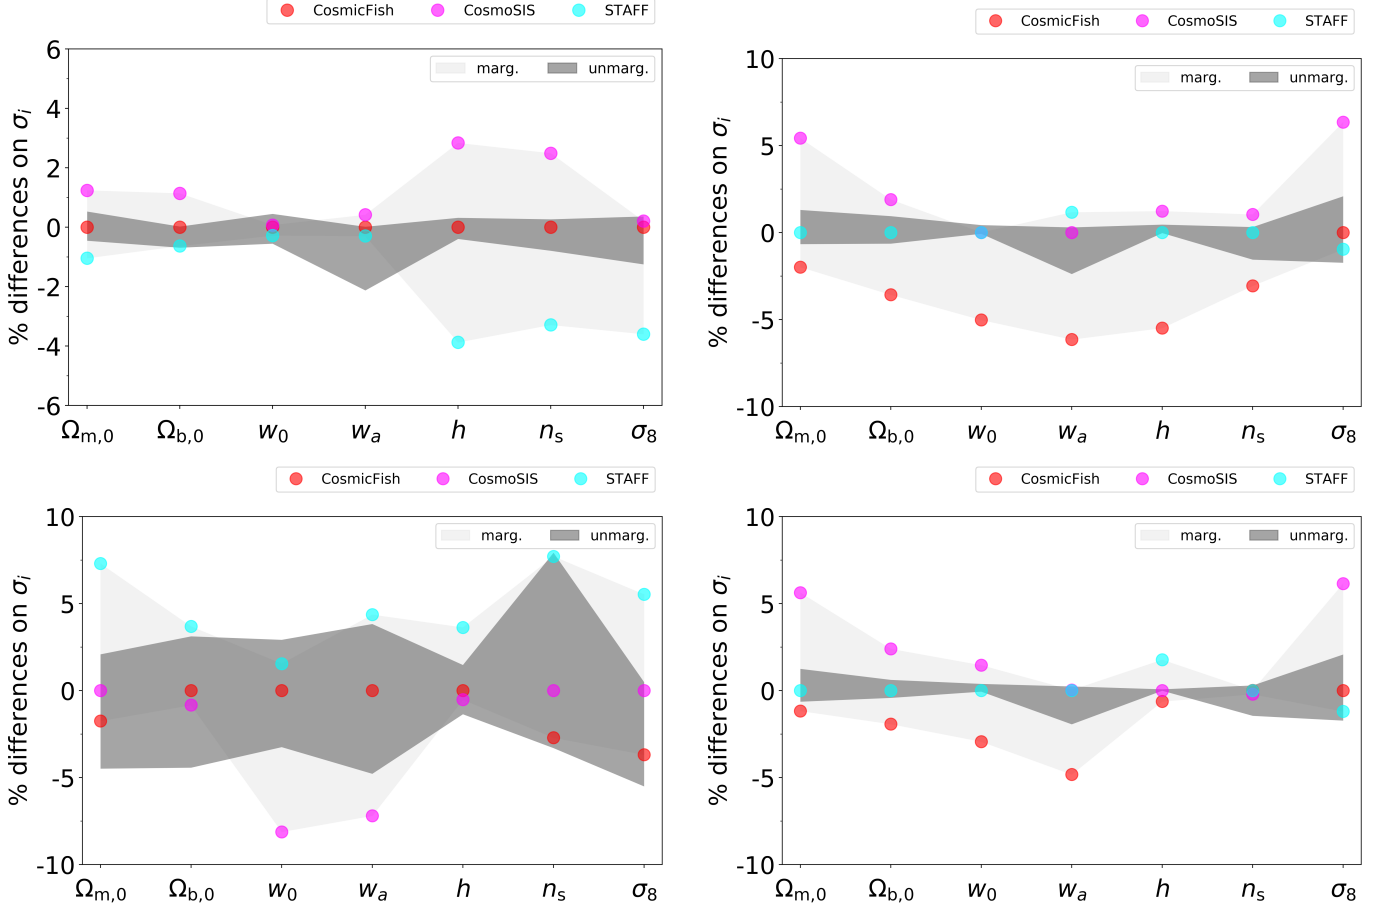 CosmicFish CosmoSIS STAFF
marg. unmarg.
% differences on σi
6
4
2
0
-2
-4
-6
Ωm,0 Ωb,0 w0 wa h ns σ8
CosmicFish CosmoSIS STAFF
marg. unmarg.
% differences on σi
10
5
0
-5
-10
Ωm,0 Ωb,0 w0 wa h ns σ8
CosmicFish CosmoSIS STAFF
marg. unmarg.
% differences on σi
10
5
0
-5
-10
Ωm,0 Ωb,0 w0 wa h ns σ8
CosmicFish CosmoSIS STAFF
marg. unmarg.
% differences on σi
10
5
0
-5
-10
Ωm,0 Ωb,0 w0 wa h ns σ8